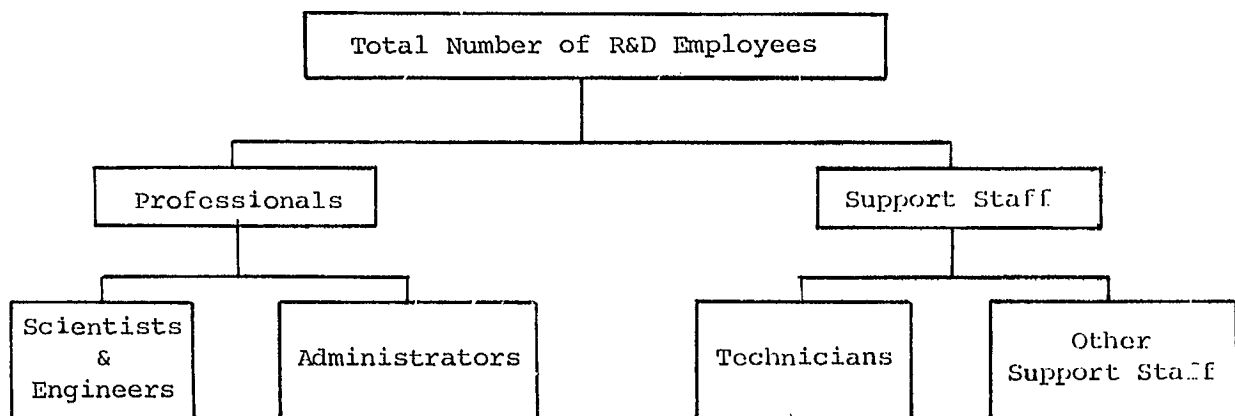 Total Number of R&D Employees
Professionals
Support Staff
Scientists
&
Engineers
Administrators
Technicians
Other
Support Staff